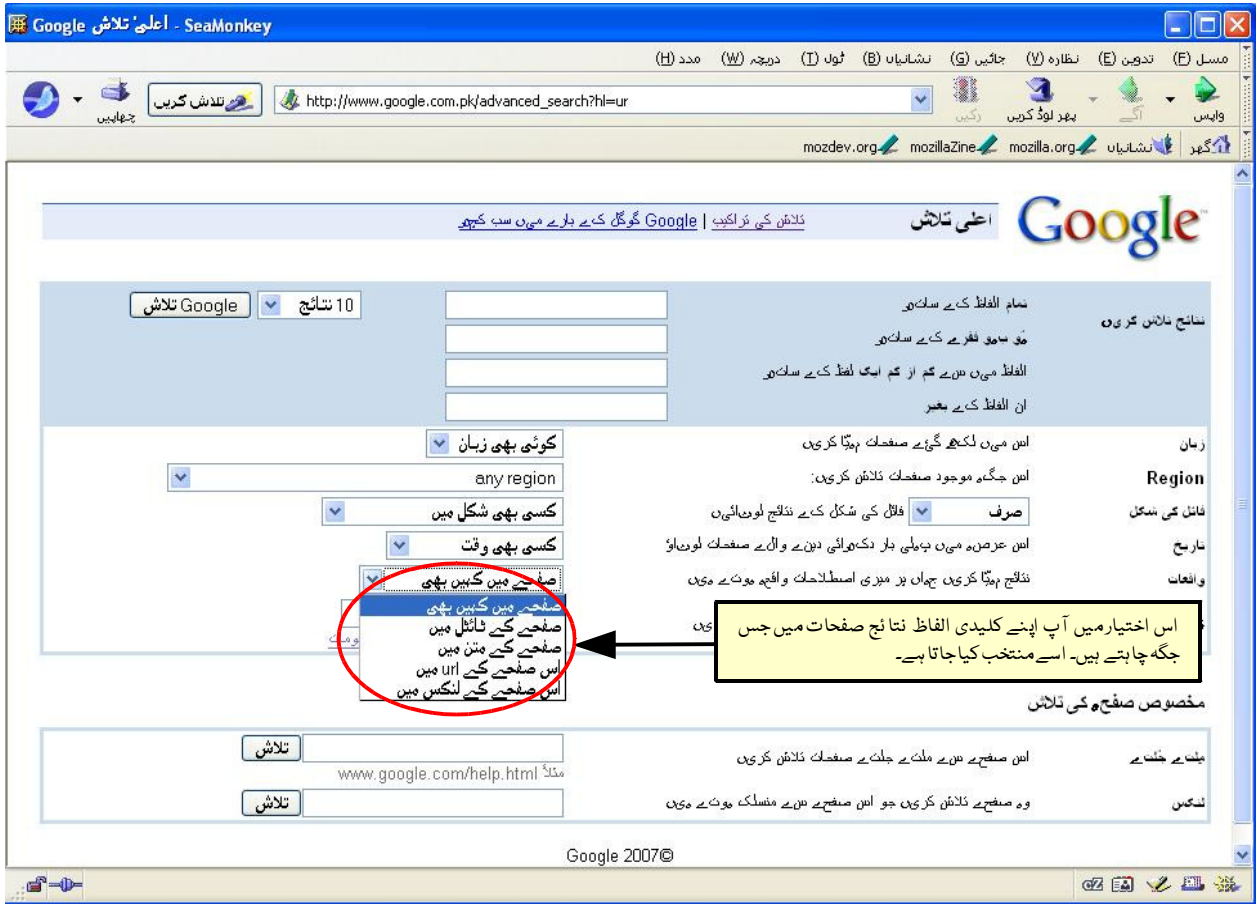 Google اعلیٰ تلاش - SeaMonkey
مسل (F) تدوین (E) نظارہ (V) جائیں (G) نشانیاں (B) ٹول (T) دریچہ (W) مدد (H)
واپس آگے پھر لوڈ کریں رکیں http://www.google.com.pk/advanced_search?hl=ur تلاش کریں چھاپیں
گھر نشانیاں mozilla.org mozillaZine mozdev.org
Google اعلی تلاش تلاش کی تراکیب | Google گوگل کے بارے میں سب کچھ
نتائج تلاش کریں
تمام الفاظ کے ساتھ 10 نتائج Google تلاش
ہُو بہو فقرے کے ساتھ
الفاظ میں سے کم از کم ایک لفظ کے ساتھ
ان الفاظ کے بغیر
زبان اس میں لکھے گئے صفحات مہیّا کریں کوئی بھی زبان
Region اس جگہ موجود صفحات تلاش کریں: any region
فائل کی شکل صرف فائل کی شکل کے نتائج لوٹائیں کسی بھی شکل میں
تاریخ اس عرصہ میں پہلی بار دکھائی دینے والے صفحات لوٹاؤ کسی بھی وقت
واقعات نتائج مہیّا کریں جہاں پر میری اصطلاحات واقع ہوتے ہیں صفحے میں کہیں بھی
صفحے میں کہیں بھی
صفحے کے ٹائٹل میں
صفحے کے متن میں
اس صفحے کے url میں
اس صفحے کے لنکس میں
اس اختیار میں آپ اپنے کلیدی الفاظ نتائج صفحات میں جس
جگہ چاہتے ہیں۔ اسے منتخب کیا جاتا ہے۔
مخصوص صفحہ کی تلاش
مِلتے جُلتے اس صفحے سے ملتے جلتے صفحات تلاش کریں تلاش
مثلاً www.google.com/help.html
لنکس وہ صفحے تلاش کریں جو اس صفحے سے منسلک ہوتے ہیں تلاش
Google 2007©